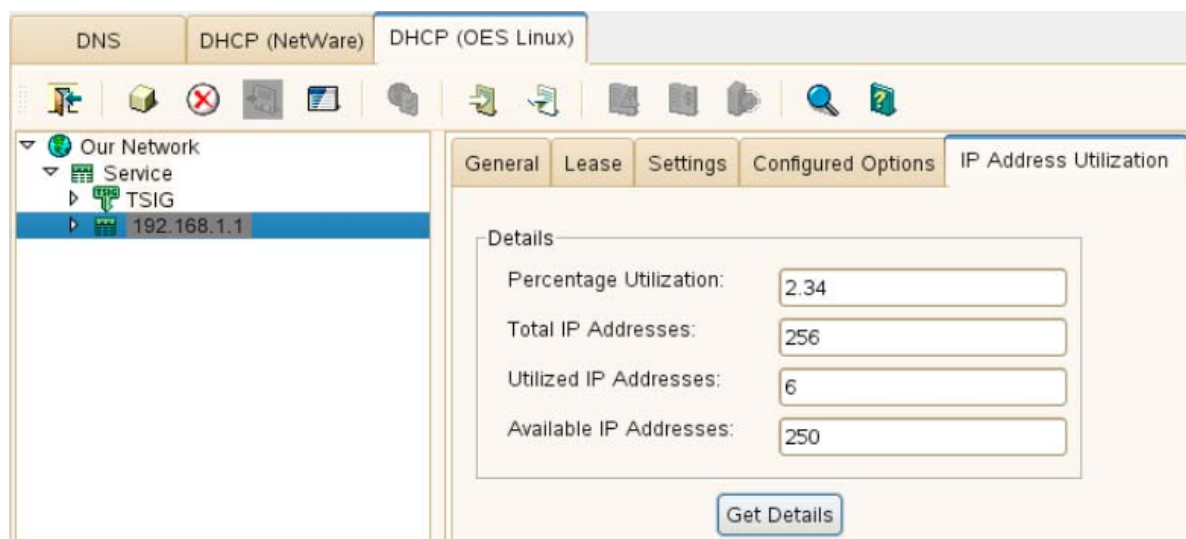 DNS DHCP (NetWare) DHCP (OES Linux)
Our Network
Service
TSIG TSIG
192.168.1.1
General Lease Settings Configured Options IP Address Utilization
Details
Percentage Utilization: 2.34
Total IP Addresses: 256
Utilized IP Addresses: 6
Available IP Addresses: 250
Get Details